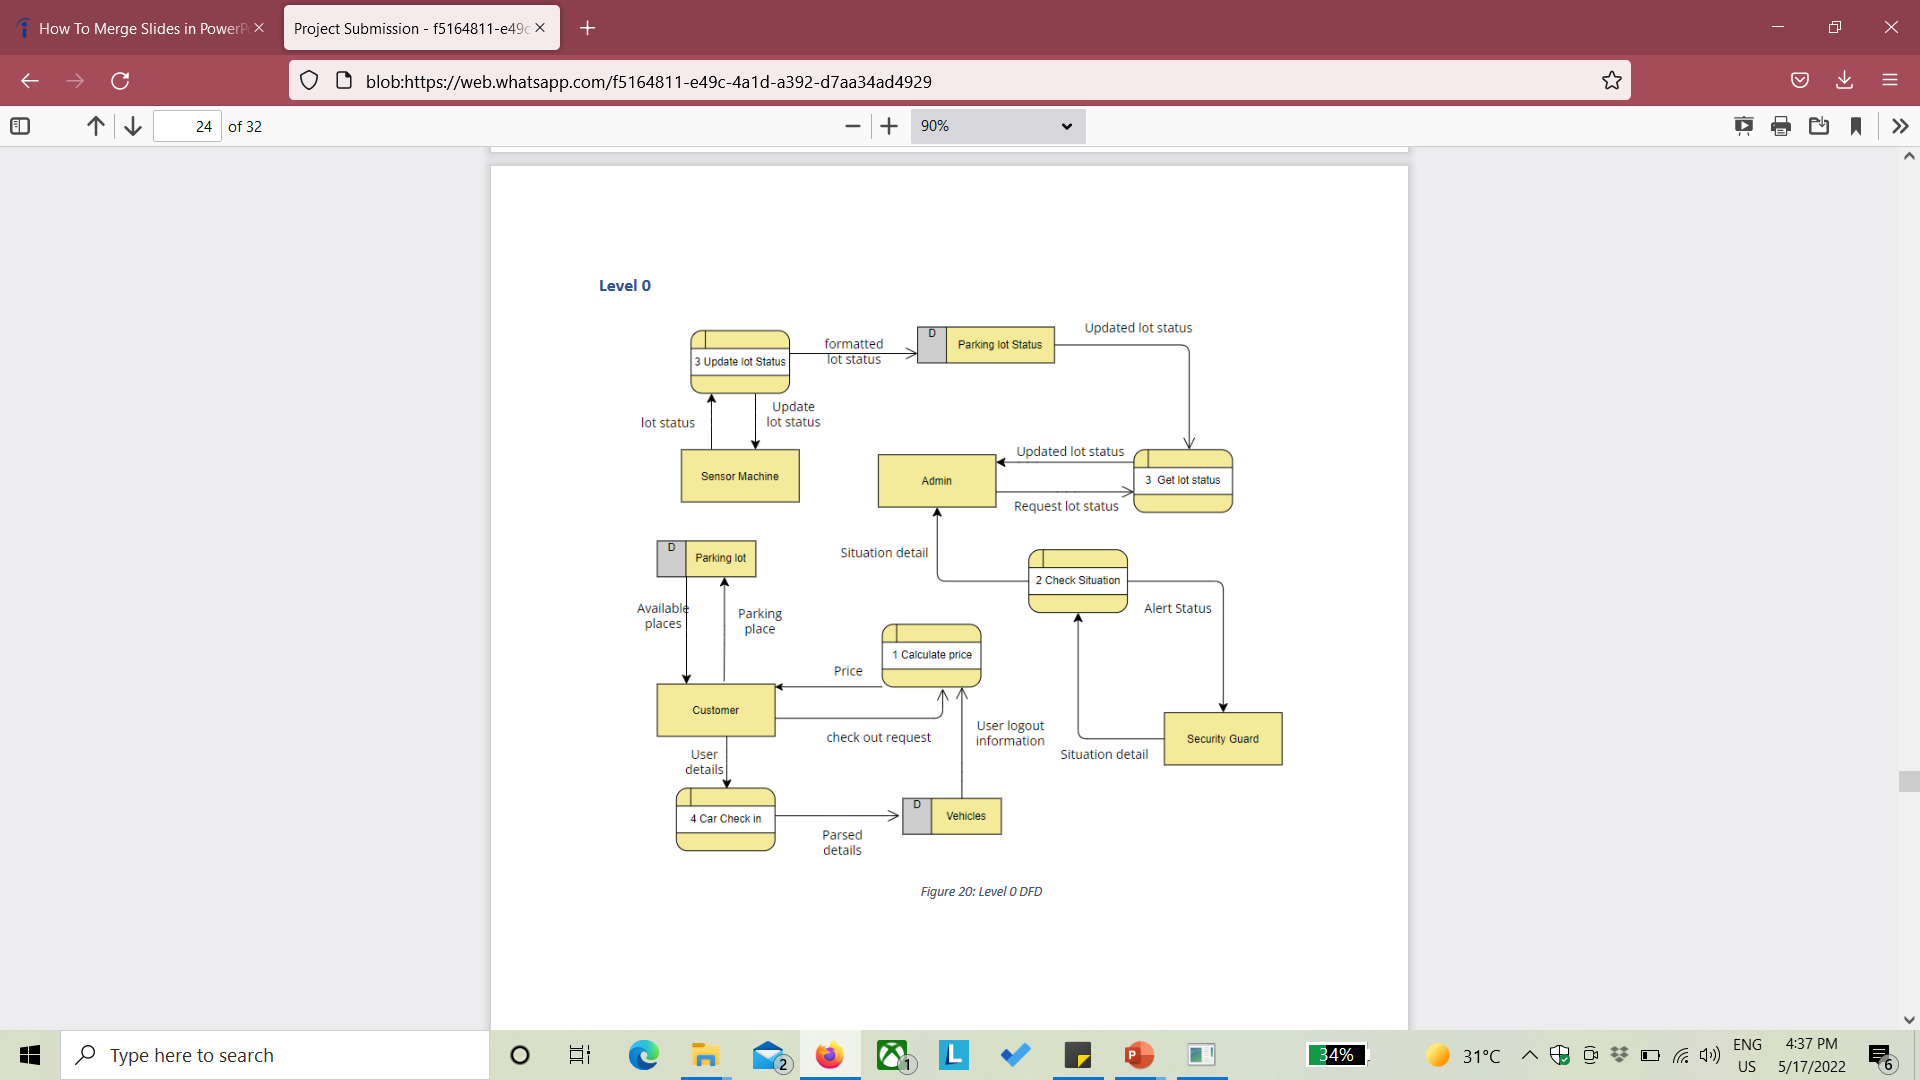 How To Merge Slides in PowerP
Project Submission - f5164811-e49c
blob:https://web.whatsapp.com/f5164811-e49c-4a1d-a392-d7aa34ad4929
24 of 32
90%
Level 0
3 Update lot Status
formatted
lot status
D
Parking lot Status
Updated lot status
lot status
Update
lot status
Sensor Machine
Admin
Updated lot status
Request lot status
3 Get lot status
D
Parking lot
Situation detail
2 Check Situation
Alert Status
Available
places
Parking
place
1 Calculate price
Price
Customer
check out request
User logout
information
Situation detail
Security Guard
User
details
4 Car Check in
Parsed
details
D
Vehicles
Figure 20: Level 0 DFD
Type here to search
2
1
L
P
34%
31°C
ENG
US
4:37 PM
5/17/2022
6